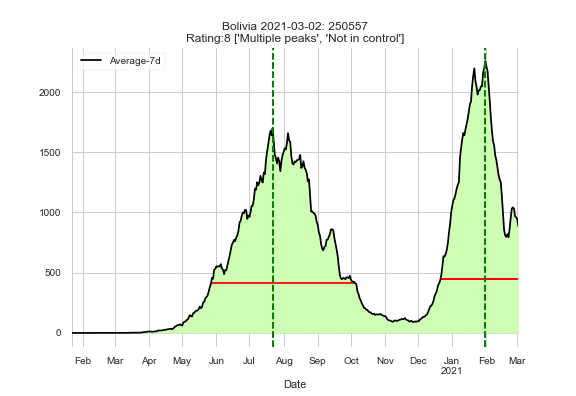 Bolivia 2021-03-02: 250557
Rating:8 ['Multiple peaks', 'Not in control']
Average-7d
2000
1500
1000
500
0
Feb Mar Apr May Jun Jul Aug Sep Oct Nov Dec Jan Feb Mar
2021
Date